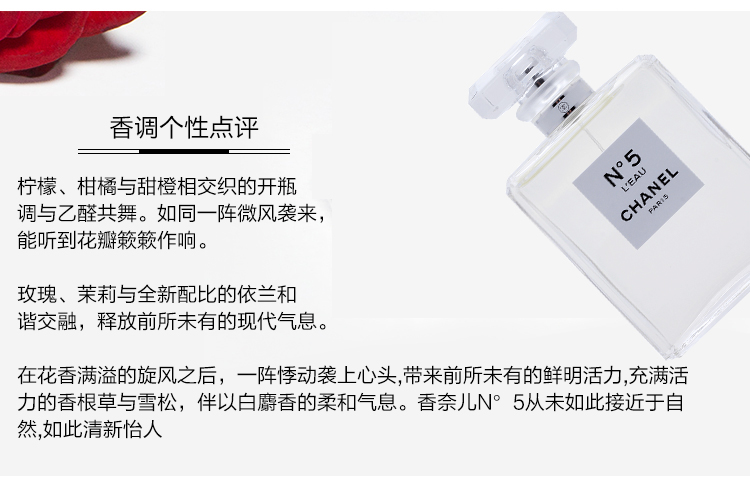 香调个性点评
柠檬、柑橘与甜橙相交织的开瓶
调与乙醛共舞。如同一阵微风袭来，
能听到花瓣簌簌作响。
玫瑰、茉莉与全新配比的依兰和
谐交融，释放前所未有的现代气息。
在花香满溢的旋风之后，一阵悸动袭上心头,带来前所未有的鲜明活力,充满活
力的香根草与雪松，伴以白麝香的柔和气息。香奈儿N°5从未如此接近于自
然,如此清新怡人
N°5
L'EAU
CHANEL
PARIS